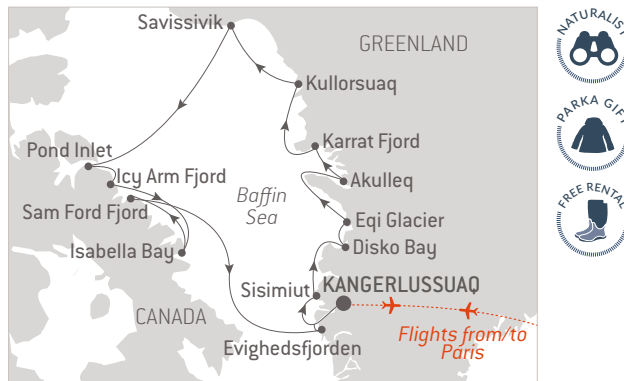 Savissivik
GREENLAND
Kullorsuaq
Karrat Fjord
Pond Inlet
Icy Arm Fjord
Akulleq
Sam Ford Fjord
Baffin
Sea
Eqi Glacier
Isabella Bay
Disko Bay
Sisimiut
KANGERLUSSUAQ
CANADA
Flights from/to
Paris
Evighedsfjorden
NATURALIST
PARKA GIFT
FREE RENTAL